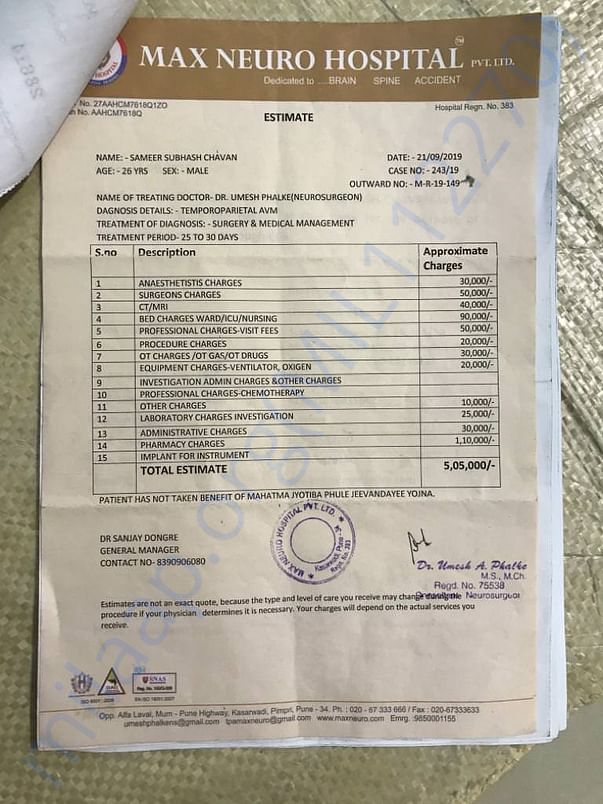 MAX NEURO HOSPITAL PVT. LTD.
TM
Dedicated to ....BRAIN SPINE ACCIDENT
No. 27AAHCM7618Q1ZO
No. AAHCM7618Q
Hospital Regn. No. 383
ESTIMATE
NAME: - SAMEER SUBHASH CHAVAN
DATE: - 21/09/2019
AGE: - 26 YRS SEX: - MALE
CASE NO: - 243/19
OUTWARD NO: - M-R-19-149
NAME OF TREATING DOCTOR- DR. UMESH PHALKE(NEUROSURGEON)
DAGNOSIS DETAILS: - TEMPOROPARIETAL AVM
TREATMENT OF DIAGNOSIS: - SURGERY & MEDICAL MANAGEMENT
TREATMENT PERIOD- 25 TO 30 DAYS
S.no Description Approximate Charges
1 ANAESTHETISTIS CHARGES 30,000/-
2 SURGEONS CHARGES 50,000/-
3 CT/MRI 40,000/-
4 BED CHARGES WARD/ICU/NURSING 90,000/-
5 PROFESSIONAL CHARGES-VISIT FEES 50,000/-
6 PROCEDURE CHARGES 20,000/-
7 OT CHARGES /OT GAS/OT DRUGS 30,000/-
8 EQUIPMENT CHARGES-VENTILATOR, OXIGEN 20,000/-
9 INVESTIGATION ADMIN CHARGES &OTHER CHARGES
10 PROFESSIONAL CHARGES-CHEMOTHERAPY
11 OTHER CHARGES 10,000/-
12 LABORATORY CHARGES INVESTIGATION 25,000/-
13 ADMINISTRATIVE CHARGES 30,000/-
14 PHARMACY CHARGES 1,10,000/-
15 IMPLANT FOR INSTRUMENT
TOTAL ESTIMATE 5,05,000/-
PATIENT HAS NOT TAKEN BENEFIT OF MAHATMA JYOTIBA PHULE JEEVANDAYEE YOJNA.
MAX NEURO HOSPITAL PVT. LTD.
Kasarwadi, Pune - 34
Regn. No. 383
DR SANJAY DONGRE
GENERAL MANAGER
CONTACT NO- 8390906080
Dr. Umesh A. Phalke
M.S., M.Ch.
Regd. No. 75538
Neurosurgeon
Estimates are not an exact quote, because the type and level of care you receive may change during the
procedure if your physician determines it is necessary. Your charges will depend on the actual services you
receive.
SNAS
Opp. Alfa Laval, Mum - Pune Highway, Kasarwadi, Pimpri, Pune - 34. Ph. : 020 - 67 333 666 / Fax : 020-67333633
umeshphalkens@gmail.com tpamaxneuro@gmail.com www.maxneuro.com Emrg. :9850001155